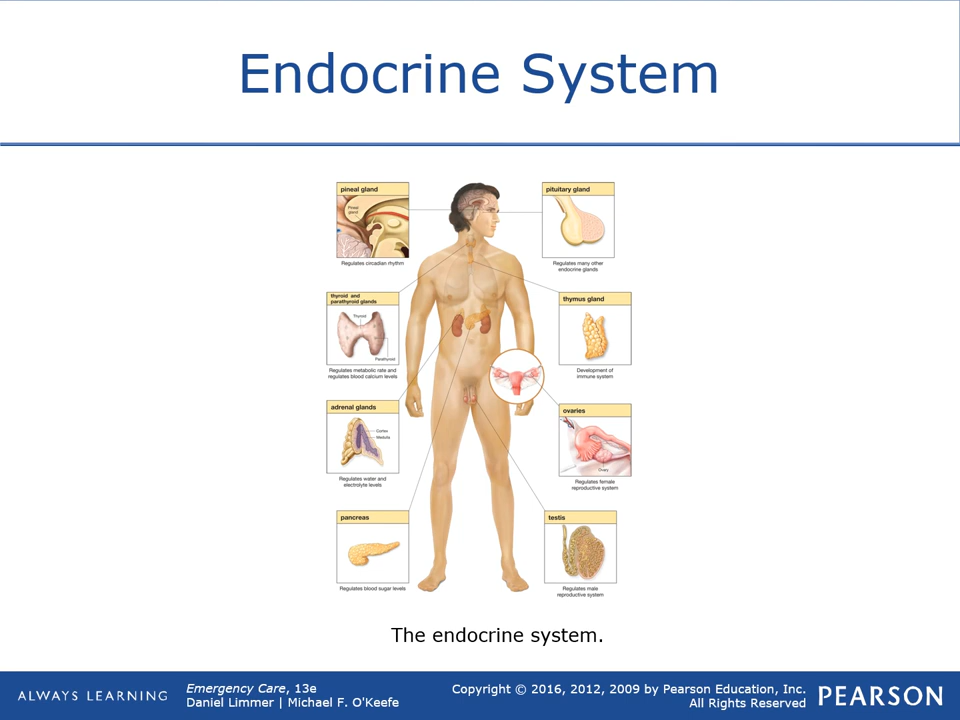 Endocrine System
pineal gland
Pineal
gland
Regulates circadian rhythm
pituitary gland
Regulates many other
endocrine glands
thyroid and
parathyroid glands
Thyroid
Parathyroid
Regulates metabolic rate and
regulates blood calcium levels
thymus gland
Development of
immune system
adrenal glands
Cortex
Medulla
Regulates water and
electrolyte levels
ovaries
Ovary
Regulates female
reproductive system
pancreas
Regulates blood sugar levels
testis
Regulates male
reproductive system
The endocrine system.
ALWAYS LEARNING
Emergency Care, 13e
Daniel Limmer | Michael F. O'Keefe
Copyright © 2016, 2012, 2009 by Pearson Education, Inc.
All Rights Reserved
PEARSON